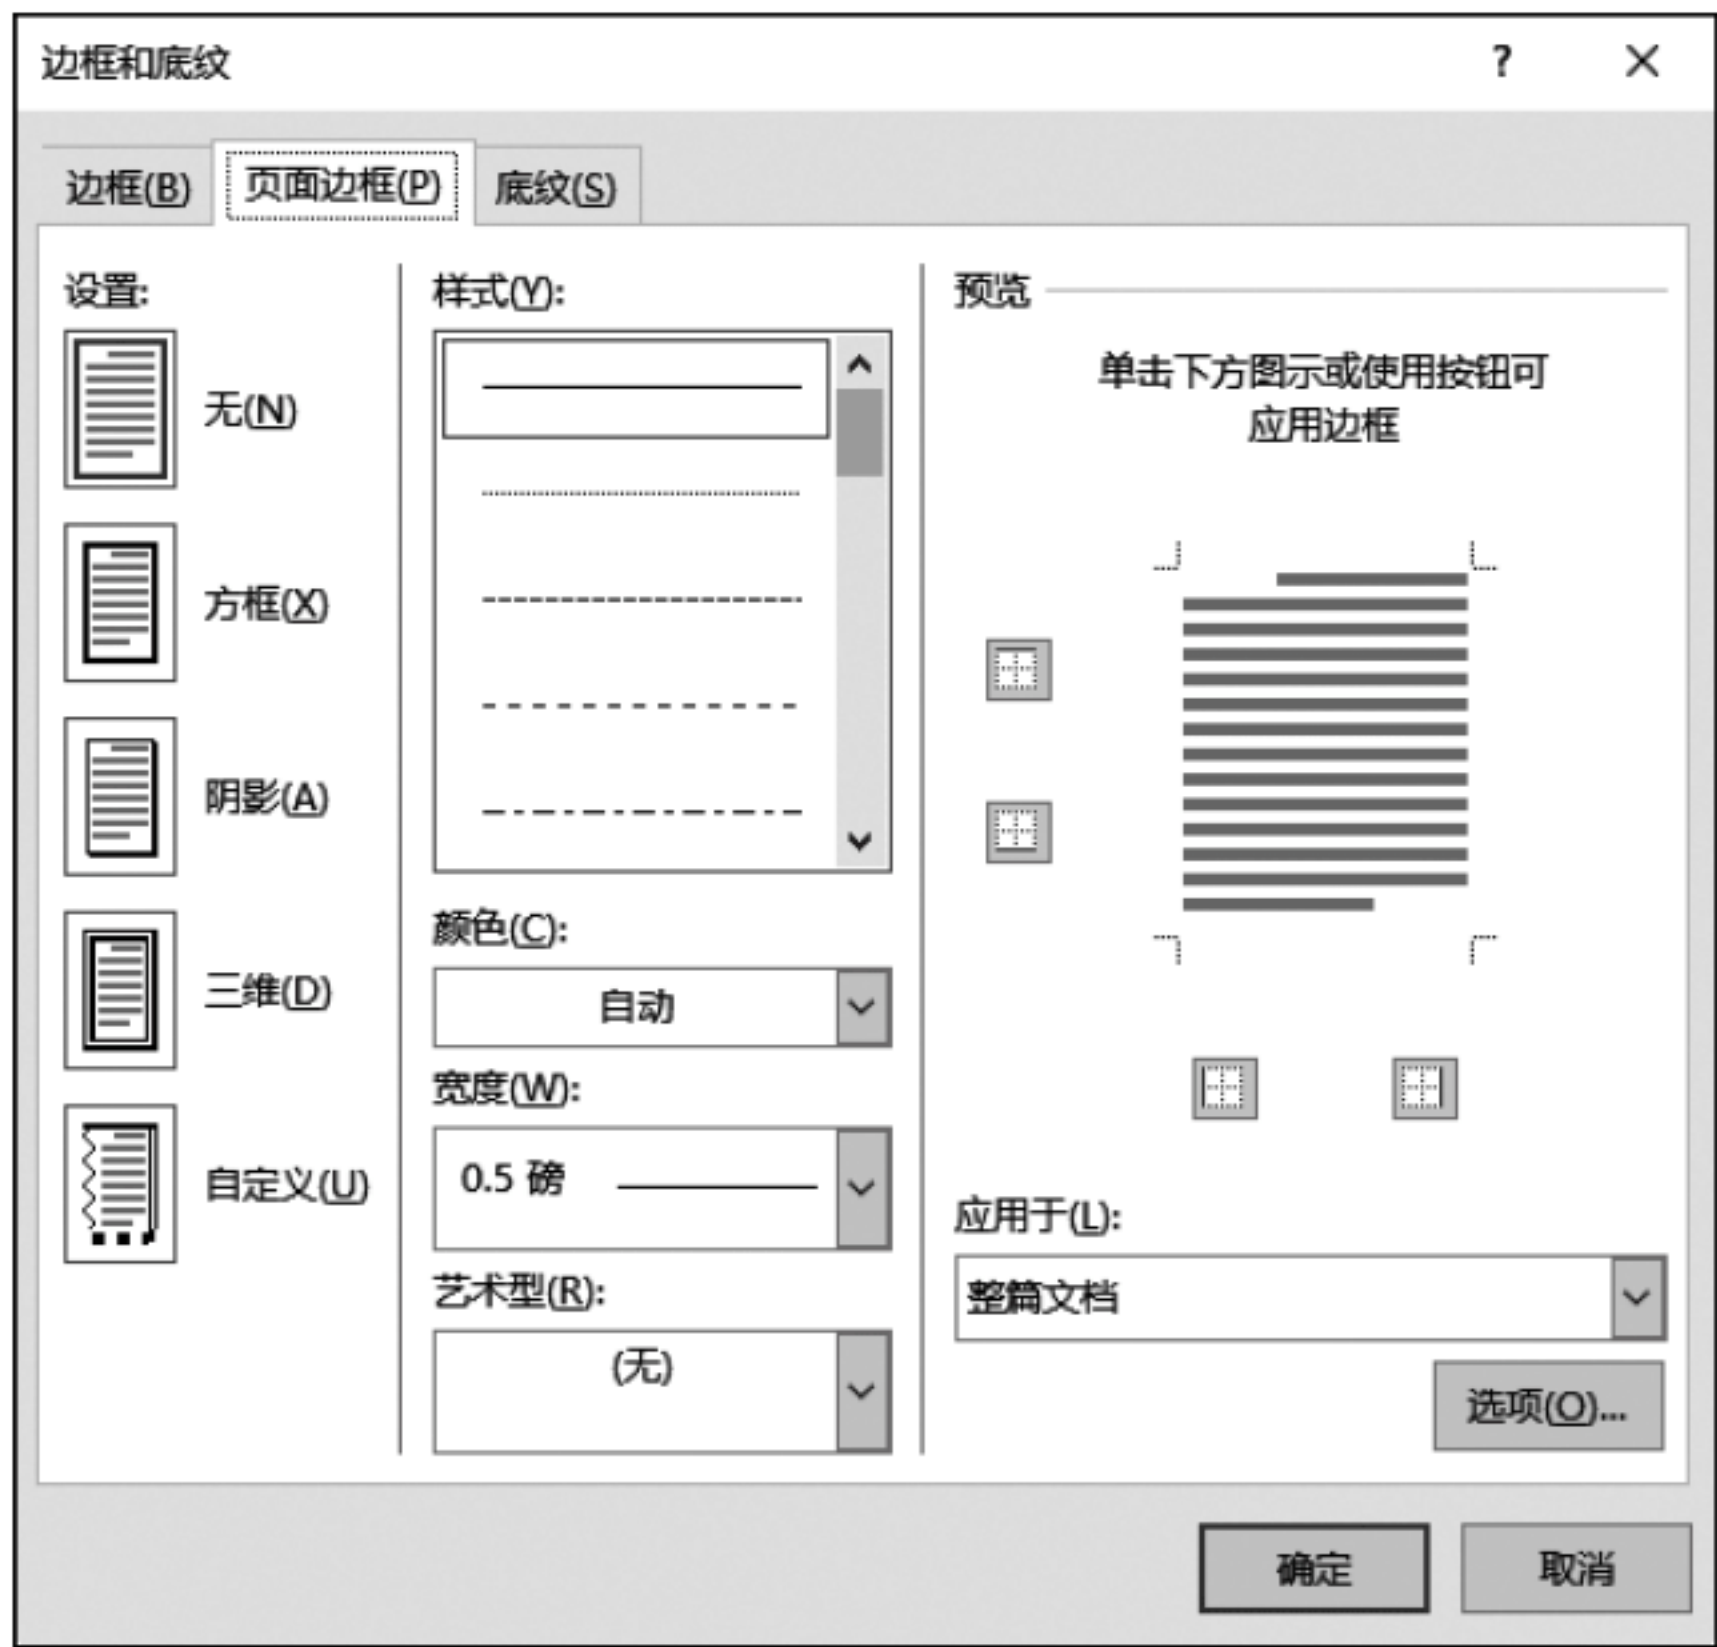 边框和底纹
?
边框(B) 页面边框(P) 底纹(S)
设置:
无(N)
方框(X)
阴影(A)
三维(D)
自定义(U)
样式(Y):
颜色(C):
自动
宽度(W):
0.5 磅
艺术型(R):
(无)
预览
单击下方图示或使用按钮可
应用边框
应用于(L):
整篇文档
选项(O)...
确定 取消